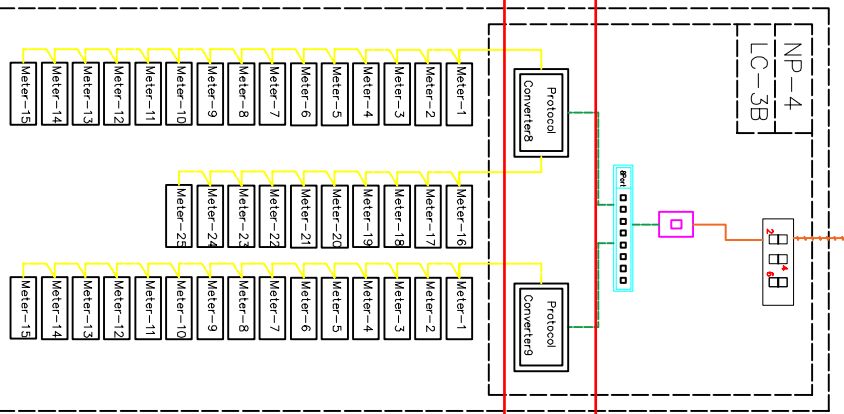 NP-4
LC-3B
Meter-15
Meter-14
Meter-13
Meter-12
Meter-11
Meter-10
Meter-9
Meter-8
Meter-7
Meter-6
Meter-5
Meter-4
Meter-3
Meter-2
Meter-1
Protocol
Converter8
8Port
2
4
6
Meter-25
Meter-24
Meter-23
Meter-22
Meter-21
Meter-20
Meter-19
Meter-18
Meter-17
Meter-16
Meter-15
Meter-14
Meter-13
Meter-12
Meter-11
Meter-10
Meter-9
Meter-8
Meter-7
Meter-6
Meter-5
Meter-4
Meter-3
Meter-2
Meter-1
Protocol
Converter9